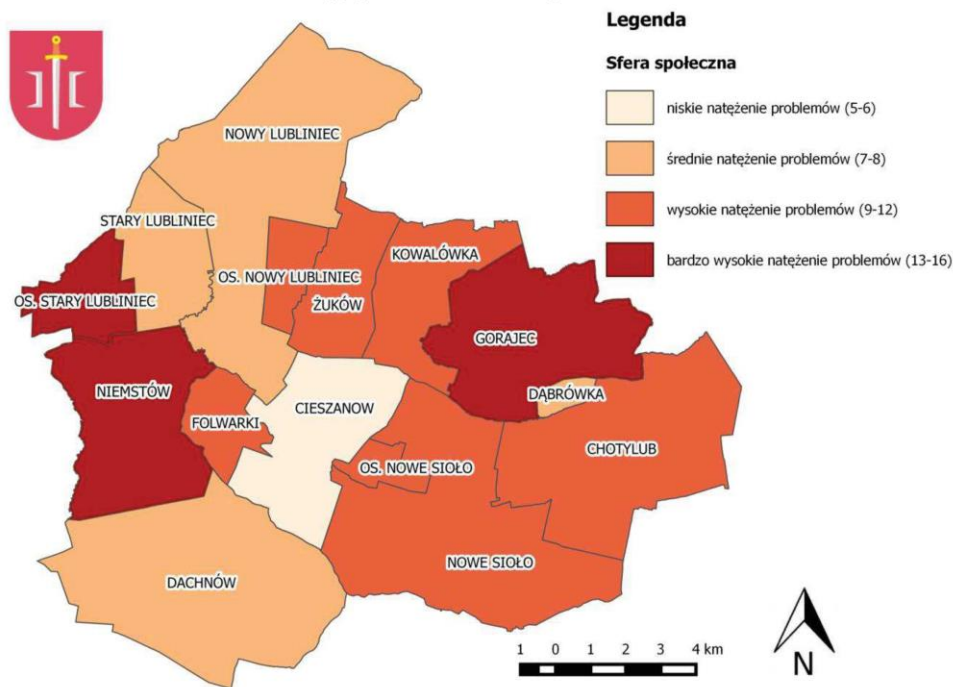 Legenda
Sfera społeczna
niskie natężenie problemów (5-6)
średnie natężenie problemów (7-8)
wysokie natężenie problemów (9-12)
bardzo wysokie natężenie problemów (13-16)
NOWY LUBLINIEC
STARY LUBLINIEC
OS. NOWY LUBLINIEC
KOWALÓWKA
OS. STARY LUBLINIEC
ŻUKÓW
GORAJEC
NIEMSTÓW
DĄBRÓWKA
CIESZANOW
FOLWARKI
CHOTYLUB
OS. NOWE SIOŁO
NOWE SIOŁO
DACHNÓW
1 0 1 2 3 4 km
N